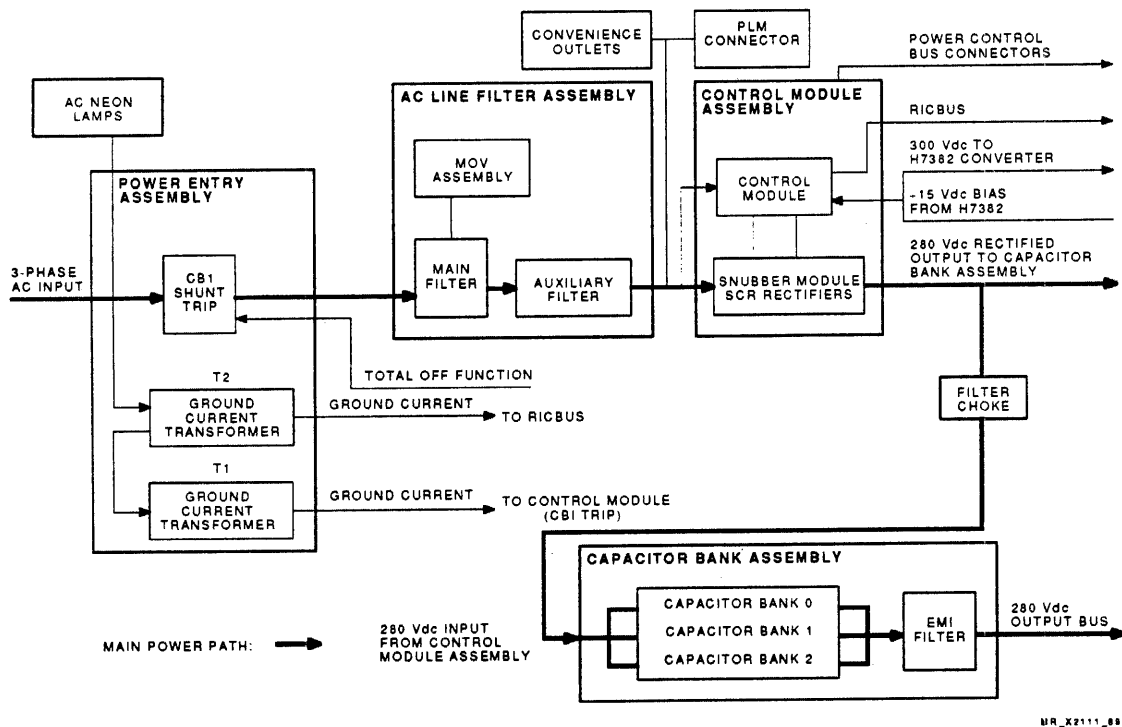 CONVENIENCE
OUTLETS
PLM
CONNECTOR
POWER CONTROL
BUS CONNECTORS
AC NEON
LAMPS
AC LINE FILTER ASSEMBLY
CONTROL MODULE
ASSEMBLY
RICBUS
MOV
ASSEMBLY
300 Vdc TO
H7382 CONVERTER
POWER ENTRY
ASSEMBLY
CONTROL
MODULE
-15 Vdc BIAS
FROM H7382
3-PHASE
AC INPUT
CB1
SHUNT
TRIP
MAIN
FILTER
AUXILIARY
FILTER
SNUBBER MODULE
SCR RECTIFIERS
280 Vdc RECTIFIED
OUTPUT TO CAPACITOR
BANK ASSEMBLY
TOTAL OFF FUNCTION
T2
GROUND
CURRENT
TRANSFORMER
GROUND CURRENT
TO RICBUS
FILTER
CHOKE
T1
GROUND
CURRENT
TRANSFORMER
GROUND CURRENT
TO CONTROL MODULE
(CBI TRIP)
CAPACITOR BANK ASSEMBLY
CAPACITOR BANK 0
CAPACITOR BANK 1
CAPACITOR BANK 2
EMI
FILTER
280 Vdc
OUTPUT BUS
MAIN POWER PATH:
280 Vdc INPUT
FROM CONTROL
MODULE ASSEMBLY
MR_X2111_89